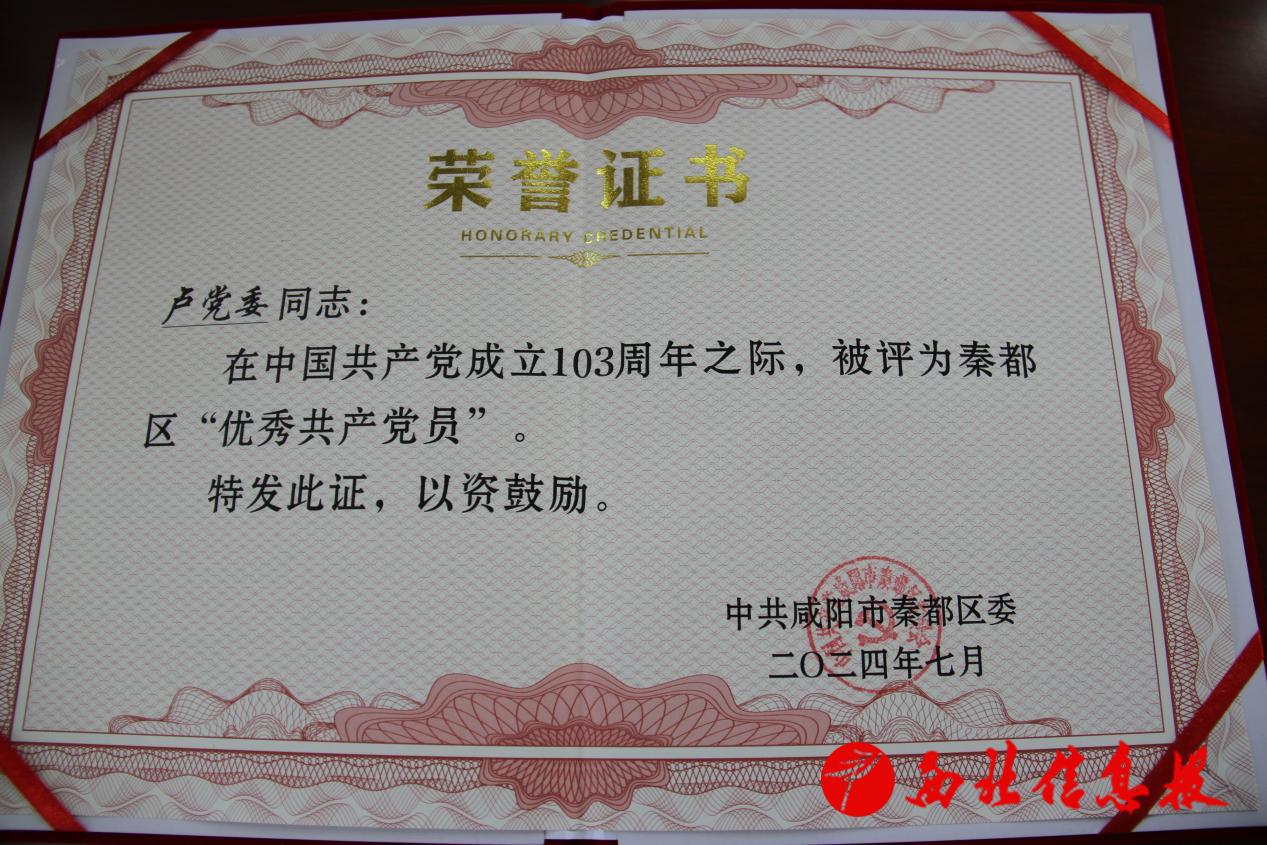 荣誉证书
HONORARY CREDENTIAL
卢党委同志：
在中国共产党成立103周年之际，被评为秦都
区“优秀共产党员”。
特发此证，以资鼓励。
中共咸阳市秦都区委
二〇二四年七月
西北信息报